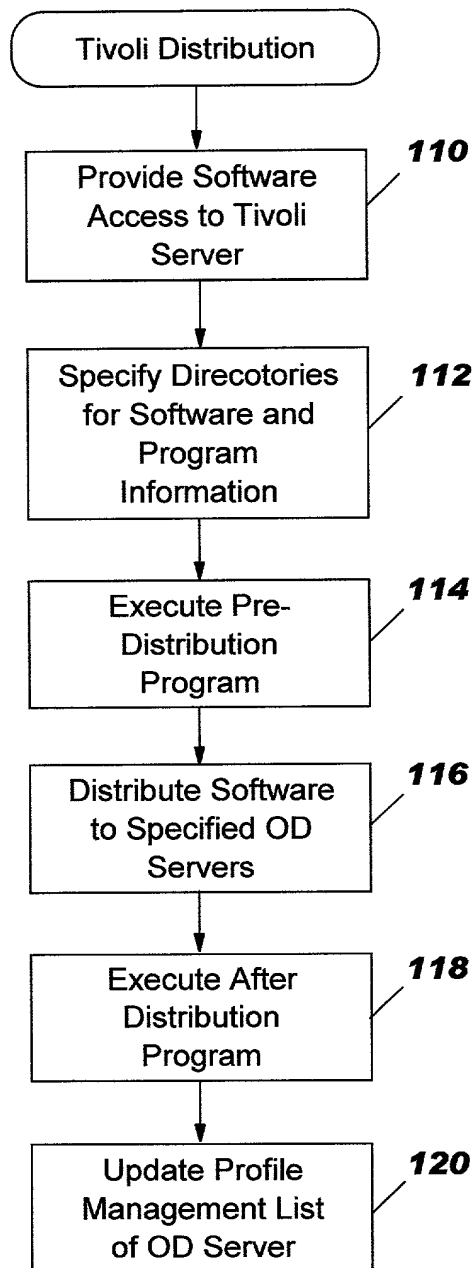 Tivoli Distribution
110
Provide Software
Access to Tivoli
Server
112
Specify Direcotories
for Software and
Program
Information
114
Execute Pre-
Distribution
Program
116
Distribute Software
to Specified OD
Servers
118
Execute After
Distribution
Program
120
Update Profile
Management List
of OD Server